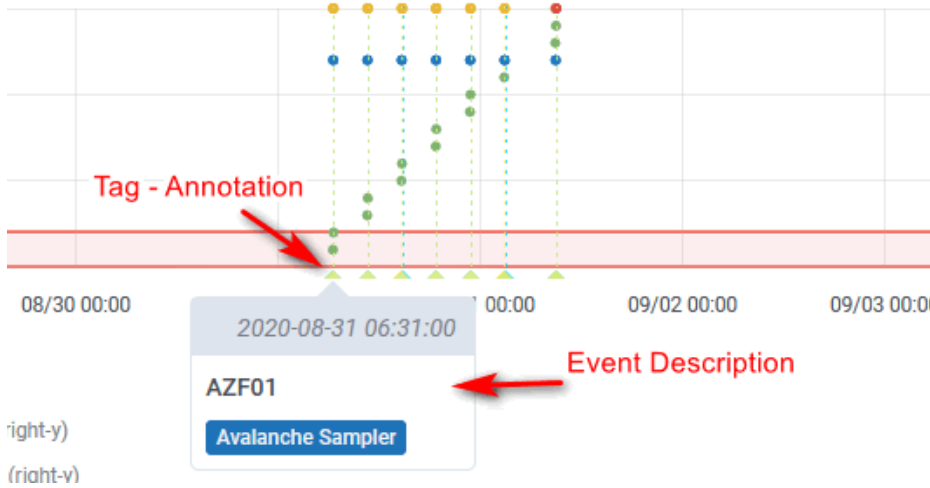 Tag - Annotation
08/30 00:00
00:00
09/02 00:00
09/03 00:00
2020-08-31 06:31:00
Event Description
AZF01
Avalanche Sampler
right-y)
(right-y)